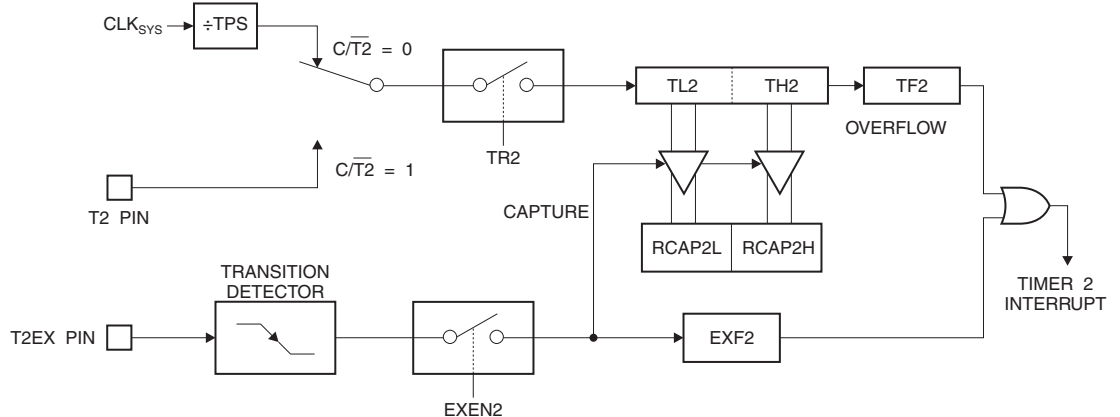 CLKSYS
÷TPS
C/T2 = 0
TL2
TH2
TF2
OVERFLOW
TR2
C/T2 = 1
T2 PIN
CAPTURE
RCAP2L
RCAP2H
TRANSITION
DETECTOR
TIMER 2
INTERRUPT
T2EX PIN
EXF2
EXEN2